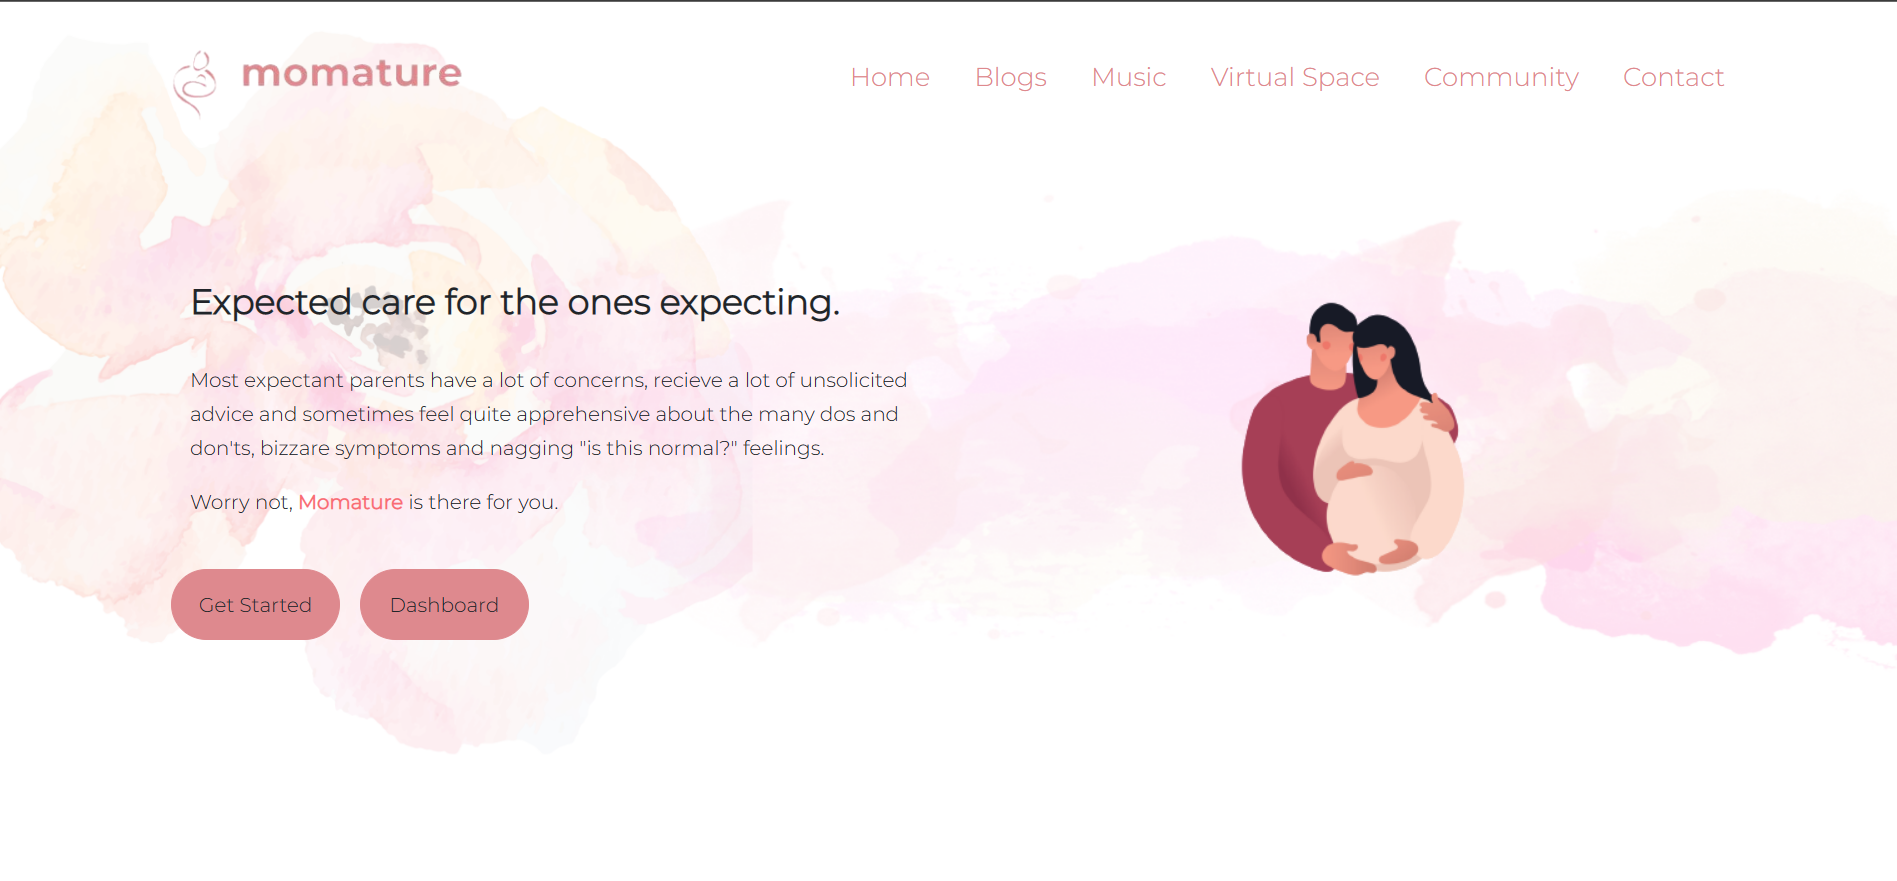 momature
Home Blogs Music Virtual Space Community Contact
Expected care for the ones expecting.
Most expectant parents have a lot of concerns, recieve a lot of unsolicited
advice and sometimes feel quite apprehensive about the many dos and
don'ts, bizzare symptoms and nagging "is this normal?" feelings.
Worry not, Momature is there for you.
Get Started Dashboard